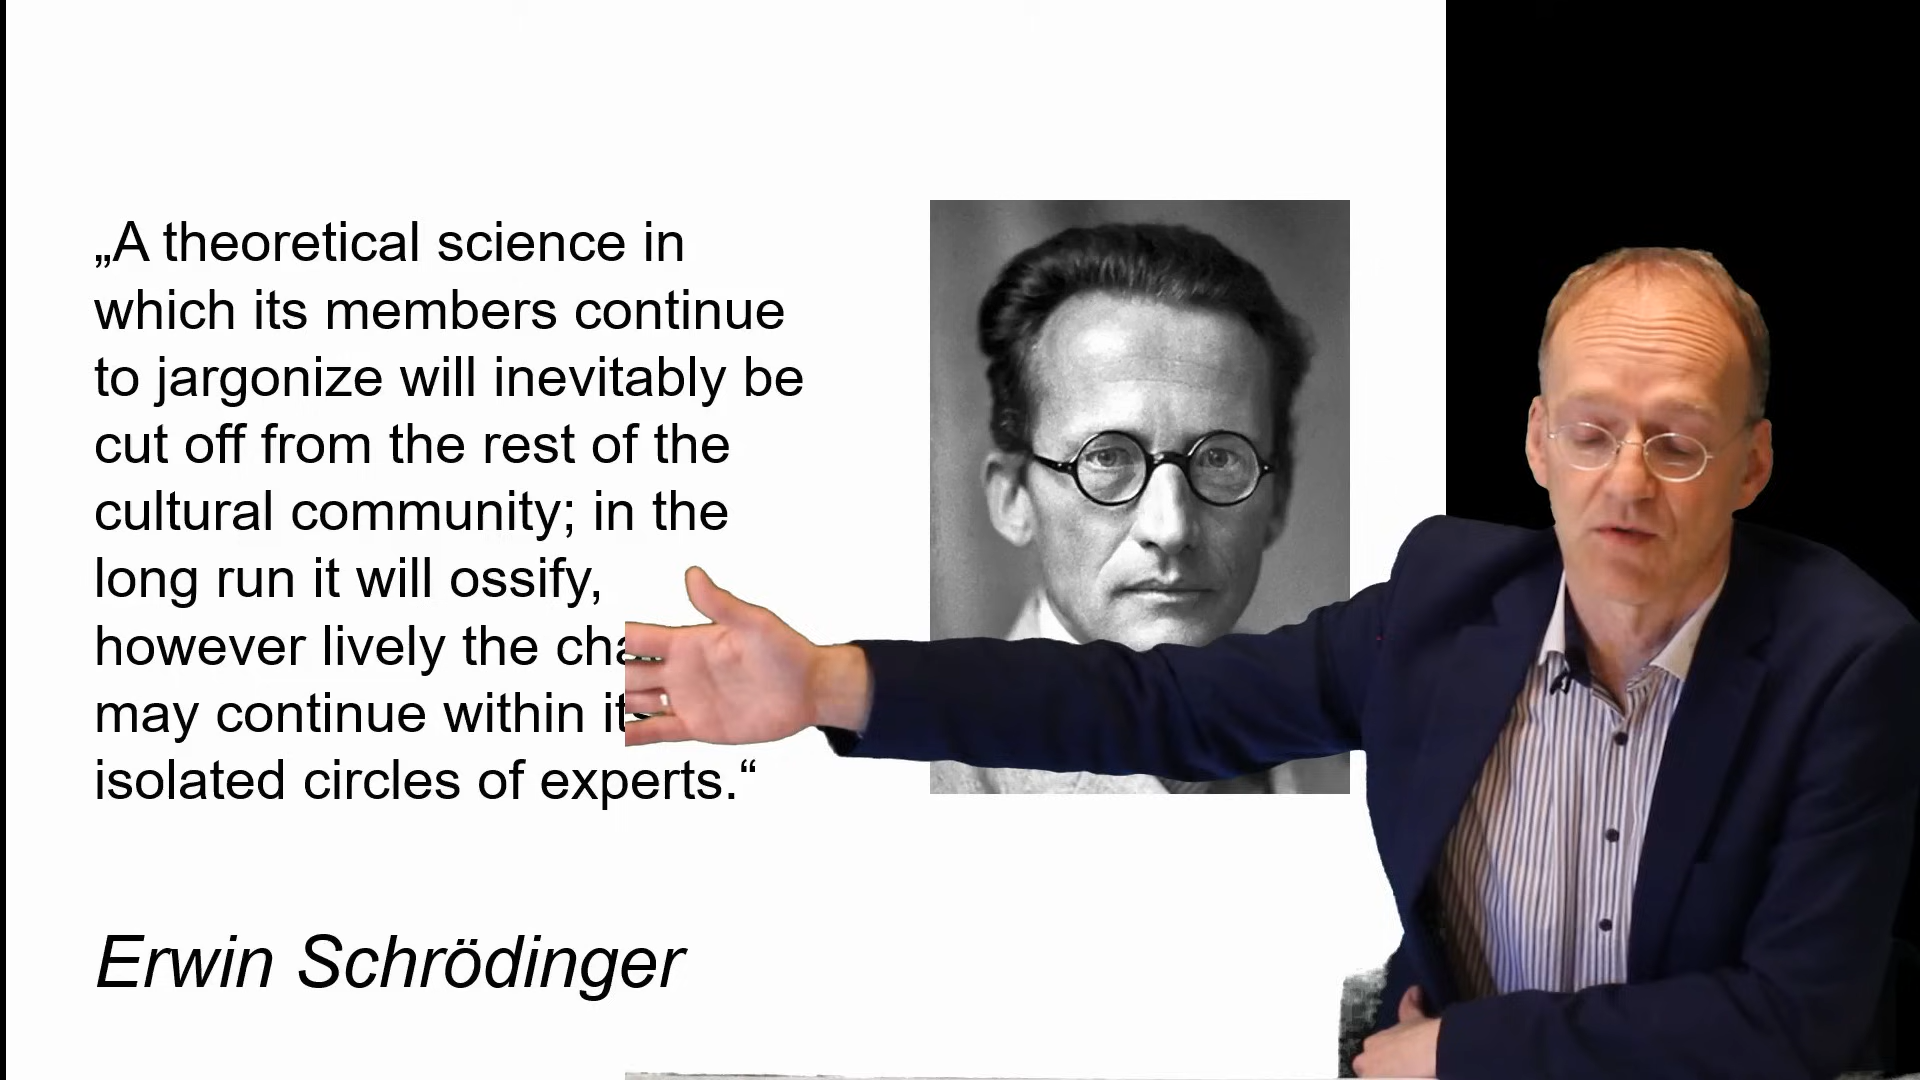 „A theoretical science in
which its members continue
to jargonize will inevitably be
cut off from the rest of the
cultural community; in the
long run it will ossify,
however lively the
may continue within its
isolated circles of experts.“
Erwin Schrödinger